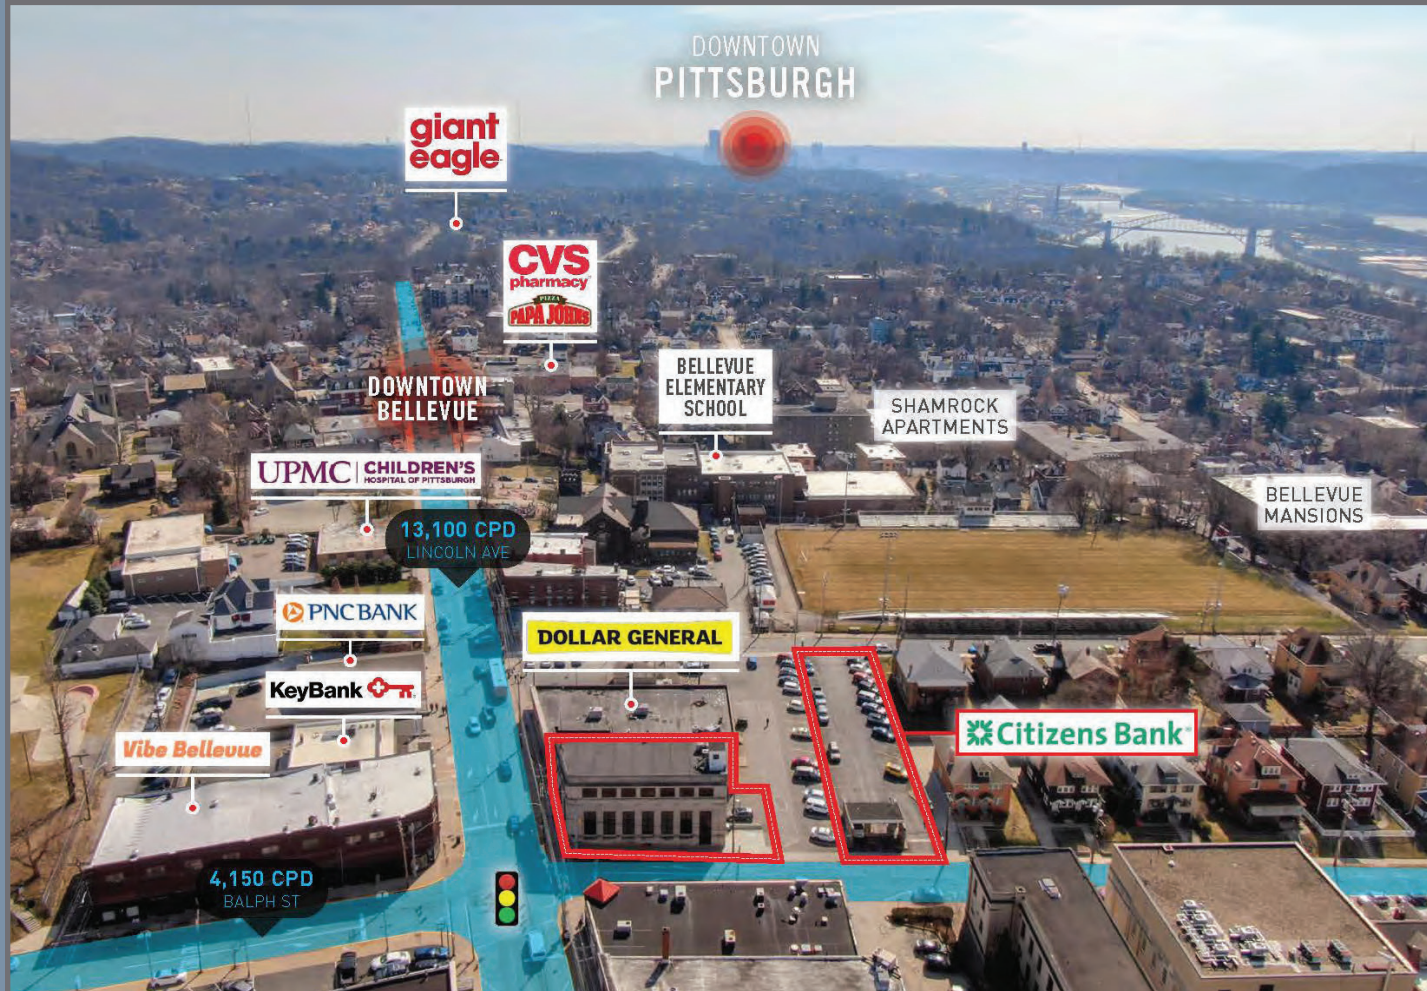 DOWNTOWN
PITTSBURGH
giant
eagle
CVS
pharmacy
PIZZA
PAPA JOHNS
DOWNTOWN
BELLEVUE
BELLEVUE
ELEMENTARY
SCHOOL
SHAMROCK
APARTMENTS
BELLEVUE
MANSIONS
UPMC CHILDREN'S
HOSPITAL OF PITTSBURGH
13,100 CPD
LINCOLN AVE
PNC BANK
KeyBank
DOLLAR GENERAL
Vibe Bellevue
Citizens Bank
4,150 CPD
BALPH ST